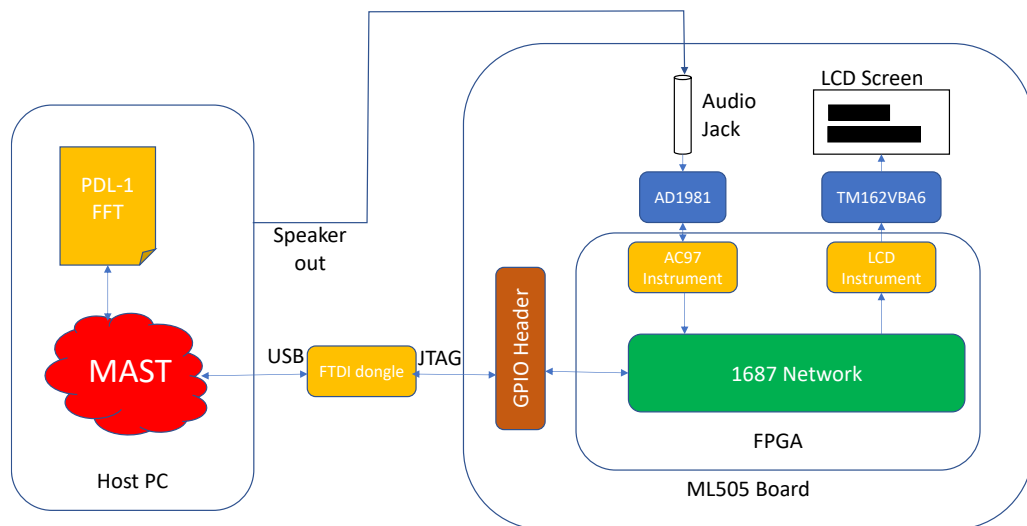 PDL-1
FFT
MAST
Host PC
Speaker
out
USB
FTDI dongle
JTAG
GPIO Header
Audio
Jack
LCD Screen
AD1981
TM162VBA6
AC97
Instrument
LCD
Instrument
1687 Network
FPGA
ML505 Board